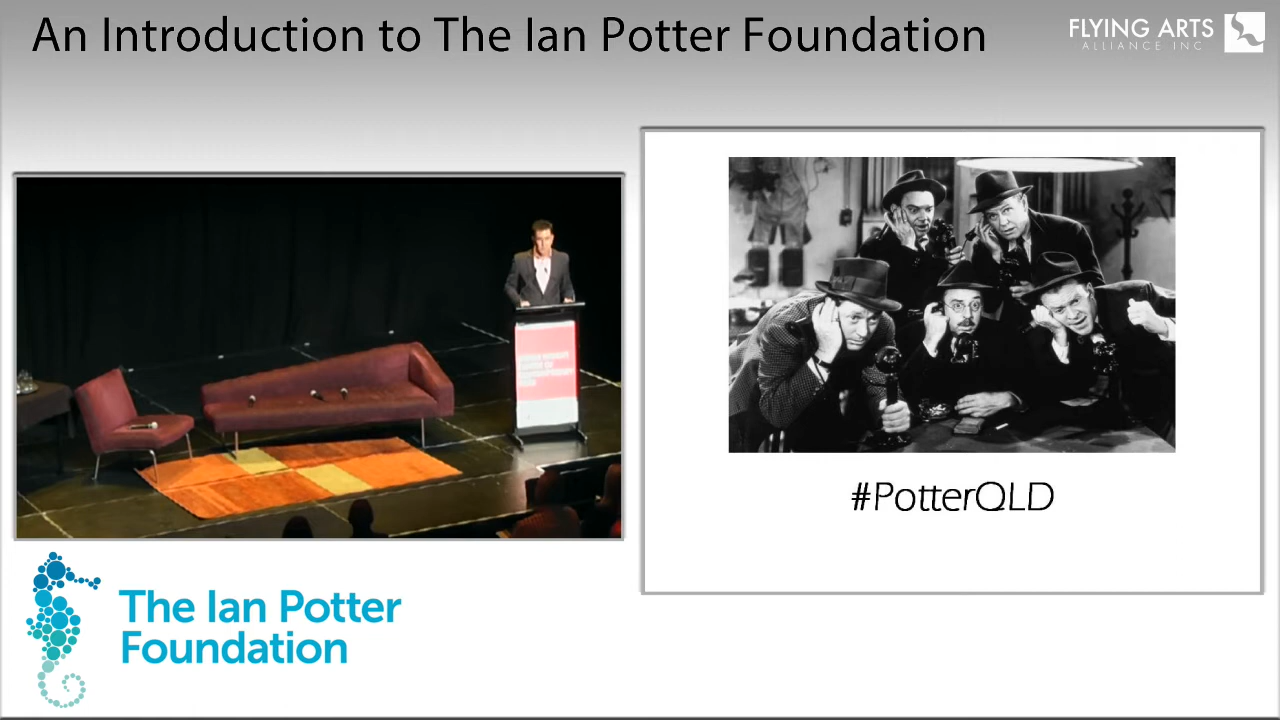 An Introduction to The Ian Potter Foundation
FLYING ARTS
ALLIANCE INC
#PotterQLD
The Ian Potter
Foundation